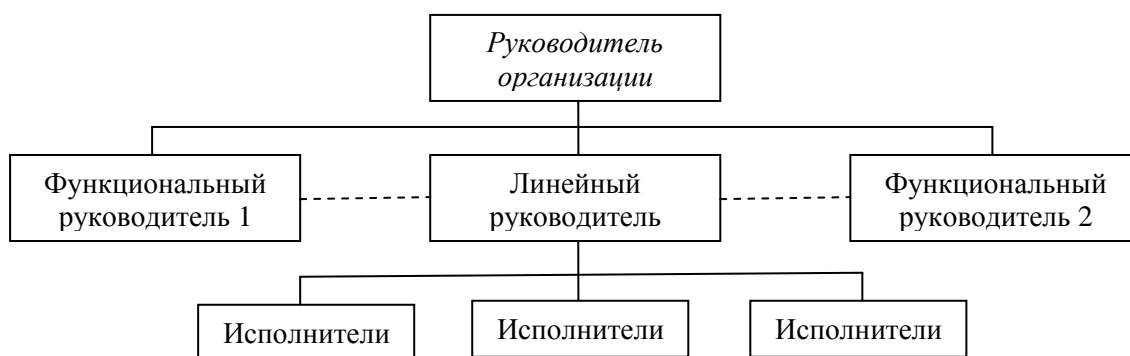 Руководитель
организации
Функциональный
руководитель 1
Линейный
руководитель
Функциональный
руководитель 2
Исполнители
Исполнители
Исполнители